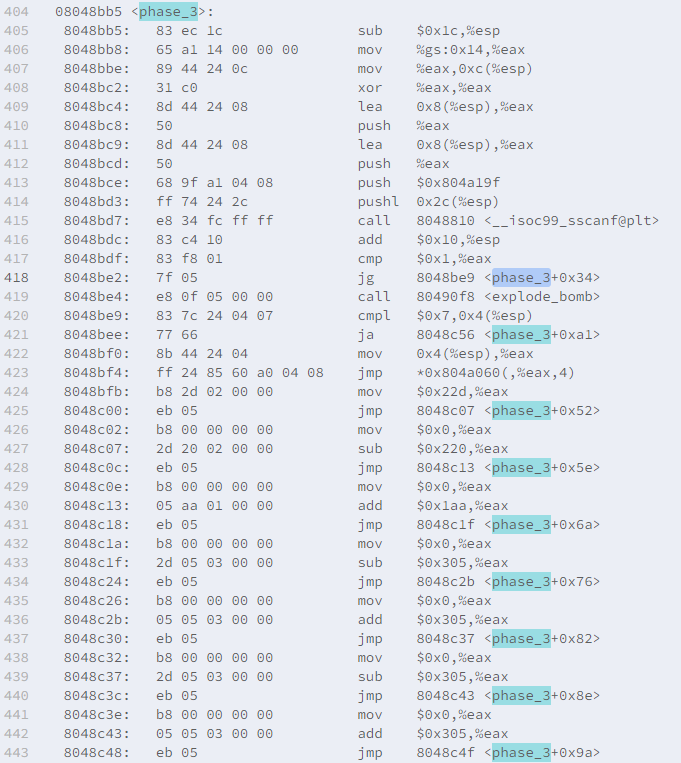 404 08048bb5 <phase_3>:
405 8048bb5: 83 ec 1c sub $0x1c,%esp
406 8048bb8: 65 a1 14 00 00 00 mov %gs:0x14,%eax
407 8048bbe: 89 44 24 0c mov %eax,0xc(%esp)
408 8048bc2: 31 c0 xor %eax,%eax
409 8048bc4: 8d 44 24 08 lea 0x8(%esp),%eax
410 8048bc8: 50 push %eax
411 8048bc9: 8d 44 24 08 lea 0x8(%esp),%eax
412 8048bcd: 50 push %eax
413 8048bce: 68 9f a1 04 08 push $0x804a19f
414 8048bd3: ff 74 24 2c pushl 0x2c(%esp)
415 8048bd7: e8 34 fc ff ff call 8048810 <__isoc99_sscanf@plt>
416 8048bdc: 83 c4 10 add $0x10,%esp
417 8048bdf: 83 f8 01 cmp $0x1,%eax
418 8048be2: 7f 05 jg 8048be9 <phase_3+0x34>
419 8048be4: e8 0f 05 00 00 call 80490f8 <explode_bomb>
420 8048be9: 83 7c 24 04 07 cmpl $0x7,0x4(%esp)
421 8048bee: 77 66 ja 8048c56 <phase_3+0xa1>
422 8048bf0: 8b 44 24 04 mov 0x4(%esp),%eax
423 8048bf4: ff 24 85 60 a0 04 08 jmp *0x804a060(,%eax,4)
424 8048bfb: b8 2d 02 00 00 mov $0x22d,%eax
425 8048c00: eb 05 jmp 8048c07 <phase_3+0x52>
426 8048c02: b8 00 00 00 00 mov $0x0,%eax
427 8048c07: 2d 20 02 00 00 sub $0x220,%eax
428 8048c0c: eb 05 jmp 8048c13 <phase_3+0x5e>
429 8048c0e: b8 00 00 00 00 mov $0x0,%eax
430 8048c13: 05 aa 01 00 00 add $0x1aa,%eax
431 8048c18: eb 05 jmp 8048c1f <phase_3+0x6a>
432 8048c1a: b8 00 00 00 00 mov $0x0,%eax
433 8048c1f: 2d 05 03 00 00 sub $0x305,%eax
434 8048c24: eb 05 jmp 8048c2b <phase_3+0x76>
435 8048c26: b8 00 00 00 00 mov $0x0,%eax
436 8048c2b: 05 05 03 00 00 add $0x305,%eax
437 8048c30: eb 05 jmp 8048c37 <phase_3+0x82>
438 8048c32: b8 00 00 00 00 mov $0x0,%eax
439 8048c37: 2d 05 03 00 00 sub $0x305,%eax
440 8048c3c: eb 05 jmp 8048c43 <phase_3+0x8e>
441 8048c3e: b8 00 00 00 00 mov $0x0,%eax
442 8048c43: 05 05 03 00 00 add $0x305,%eax
443 8048c48: eb 05 jmp 8048c4f <phase_3+0x9a>